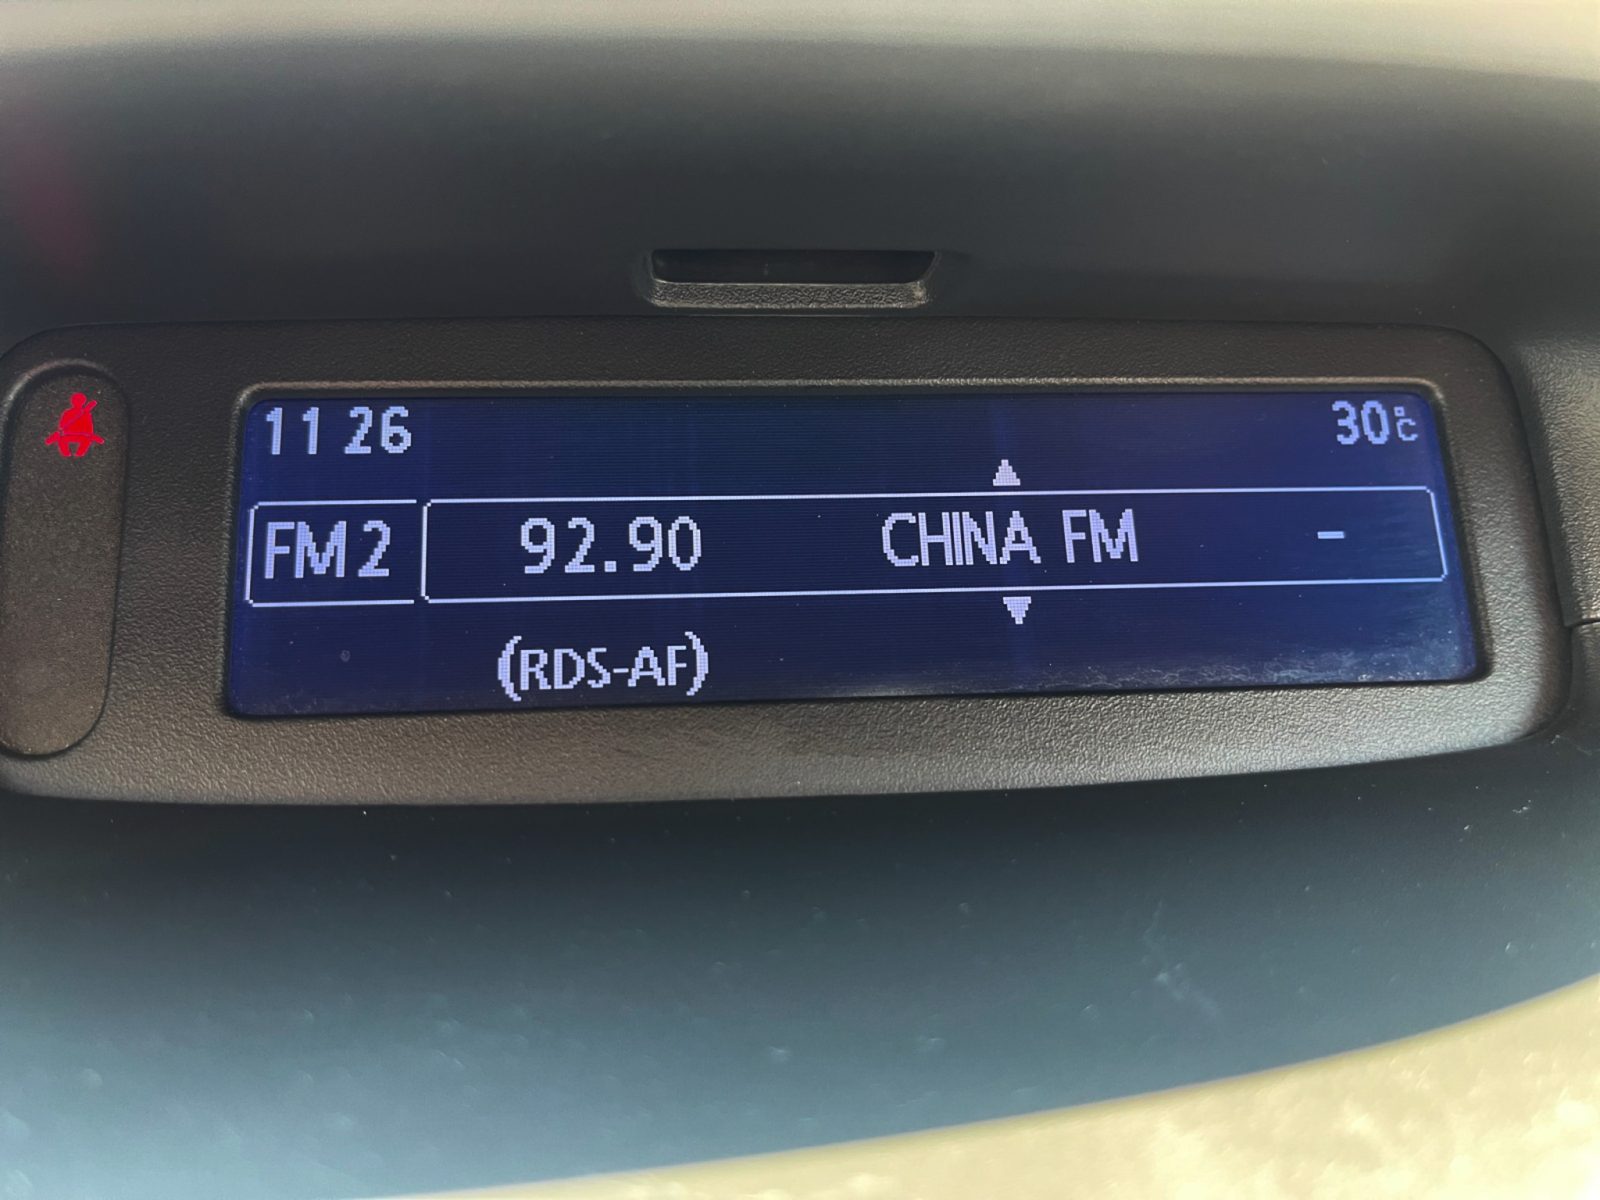 11 26 30°C
FM2 92.90 CHINA FM -
(RDS-AF)